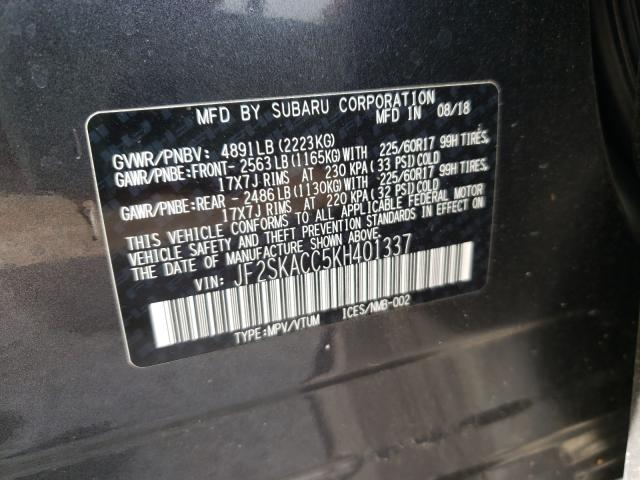 MFD BY SUBARU CORPORATION
MFD IN 08/18
GVWR/PNBV: 4891LB (2223KG)
GAWR/PNBE:FRONT- 2563LB (1165KG)WITH 225/60R17 99H TIRES,
17X7J RIMS AT 230 KPA (33 PSI)COLD
GAWR/PNBE:REAR - 2486LB (1130KG)WITH 225/60R17 99H TIRES,
17X7J RIMS AT 220 KPA (32 PSI)COLD
THIS VEHICLE CONFORMS TO ALL APPLICABLE FEDERAL MOTOR
VEHICLE SAFETY AND THEFT PREVENTION STANDARDS IN EFFECT ON
THE DATE OF MANUFACTURE SHOWN ABOVE.
VIN: JF2SKACC5KH401337
TYPE:MPV/VTUM ICES/NMB-002